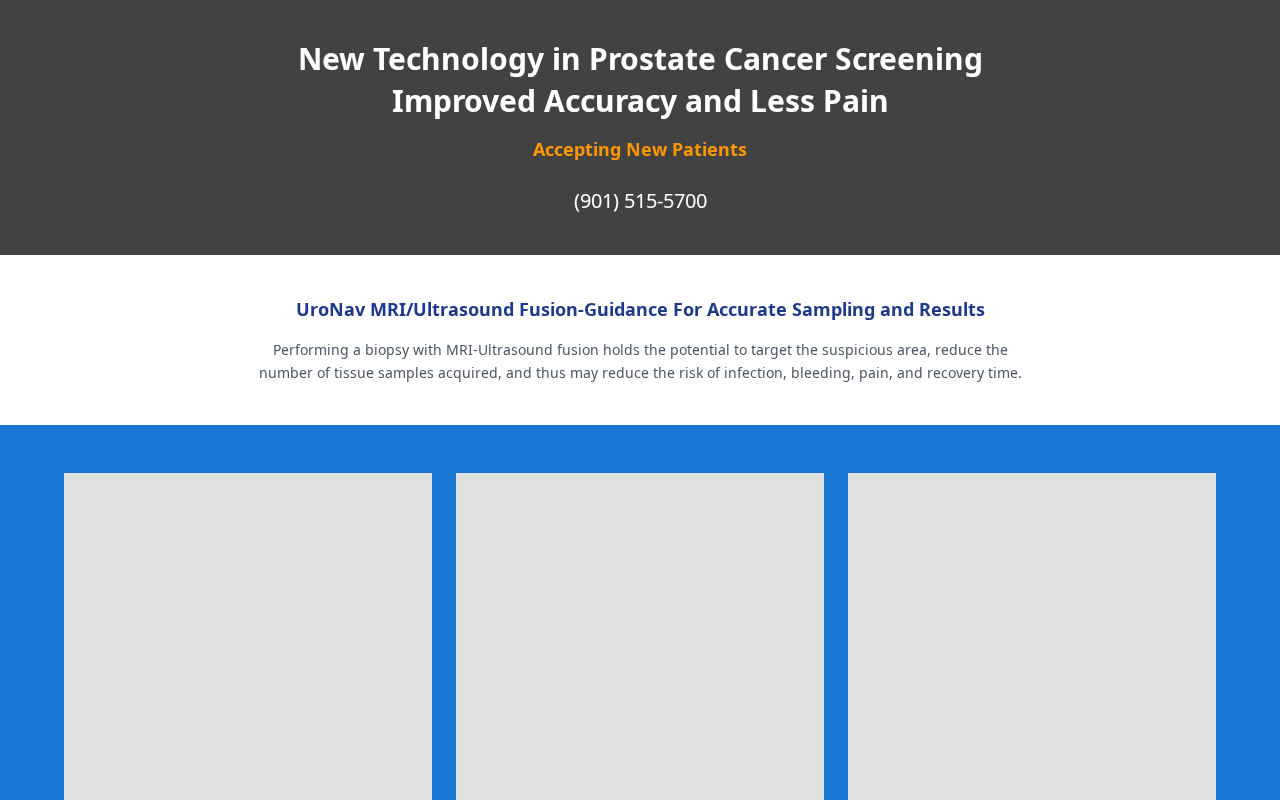 New Technology in Prostate Cancer Screening
Improved Accuracy and Less Pain
Accepting New Patients
(901) 515-5700
UroNav MRI/Ultrasound Fusion-Guidance For Accurate Sampling and Results
Performing a biopsy with MRI-Ultrasound fusion holds the potential to target the suspicious area, reduce the
number of tissue samples acquired, and thus may reduce the risk of infection, bleeding, pain, and recovery time.